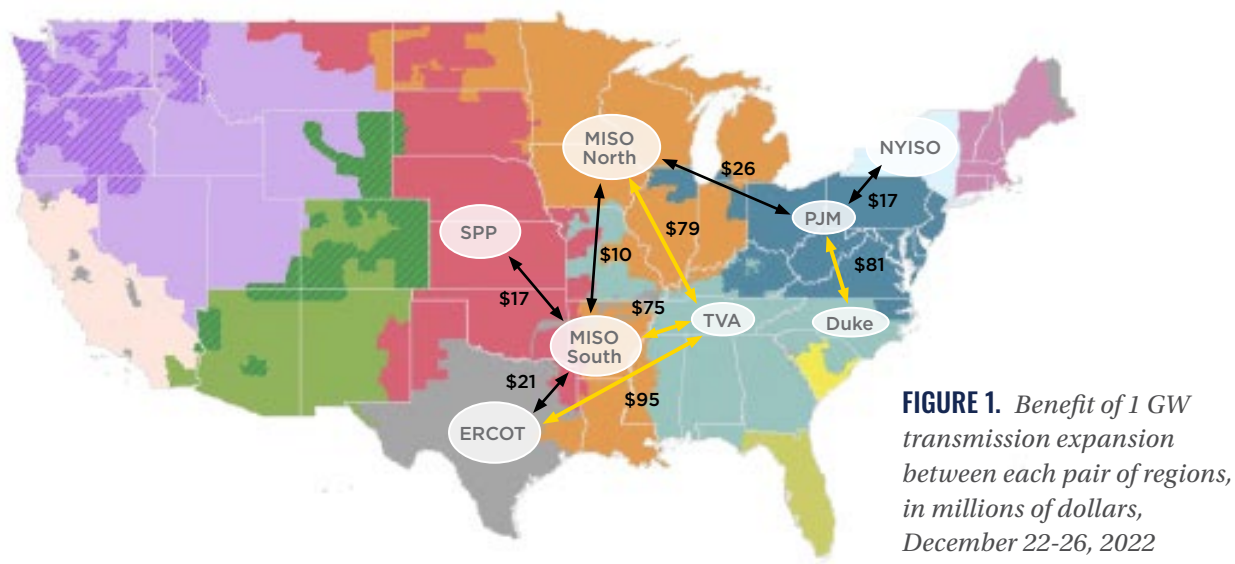 MISO
North
NYISO
$26
$17
PJM
SPP
$79
$10
$81
$17
$75
TVA
Duke
MISO
South
$21
$95
ERCOT
FIGURE 1. Benefit of 1 GW
transmission expansion
between each pair of regions,
in millions of dollars,
December 22-26, 2022